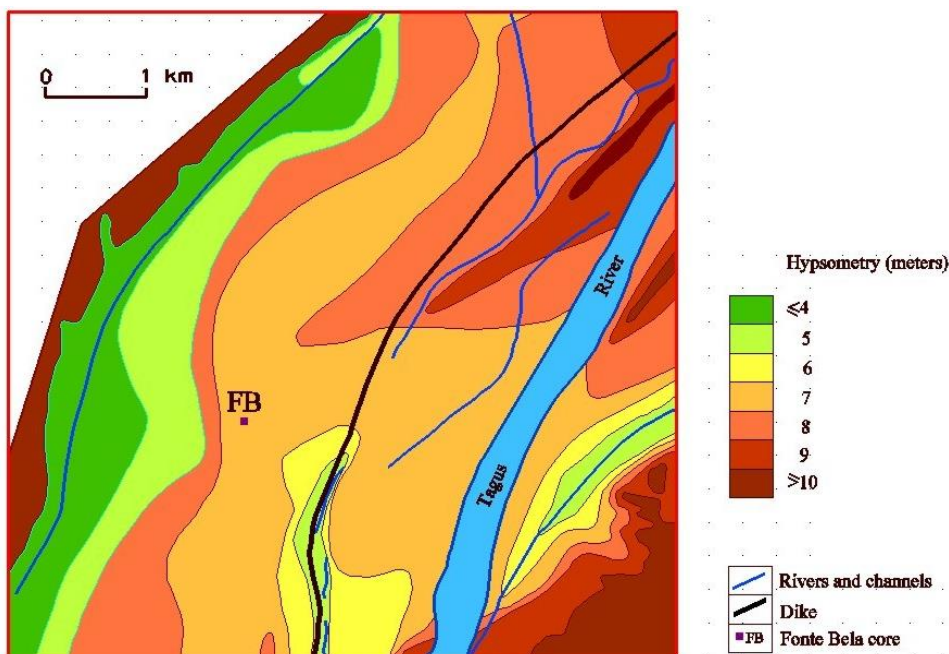 0 1 km
FB
River
Tagus
Hypsometry (meters)
⩽4
5
6
7
8
9
⩾10
Rivers and channels
Dike
FB Fonte Bela core